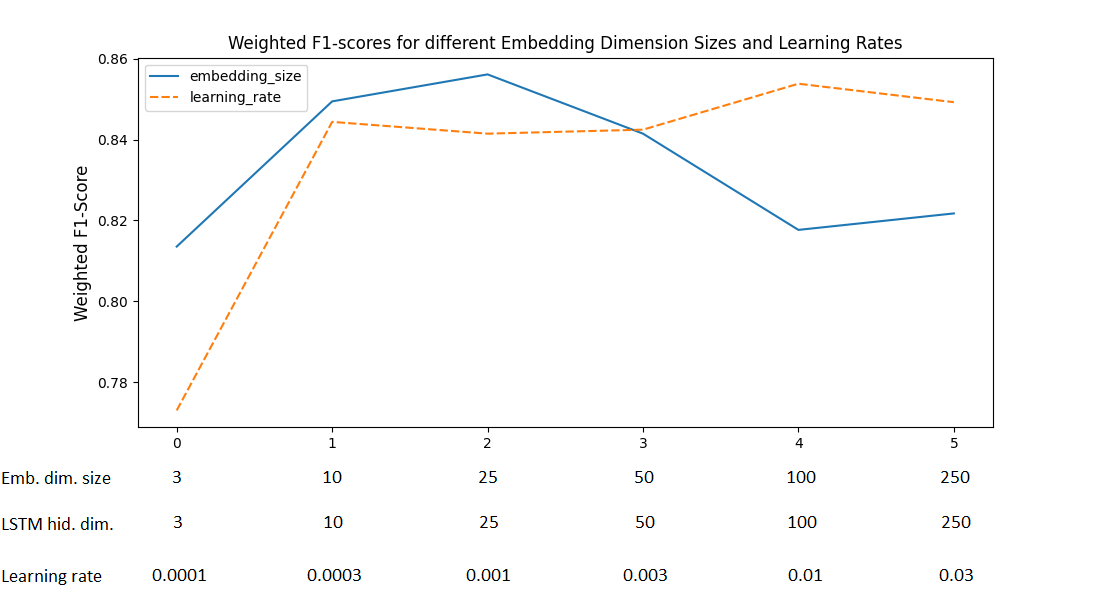 Weighted F1-scores for different Embedding Dimension Sizes and Learning Rates
embedding_size
learning_rate
Weighted F1-Score
0.86
0.84
0.82
0.80
0.78
0 1 2 3 4 5
Emb. dim. size 3 10 25 50 100 250
LSTM hid. dim. 3 10 25 50 100 250
Learning rate 0.0001 0.0003 0.001 0.003 0.01 0.03